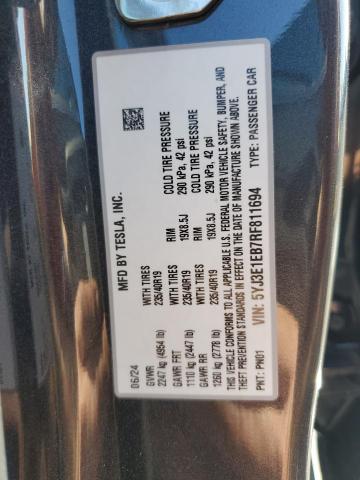 MFD BY TESLA, INC.
06/24
GVWR
2247 kg (4954 lb)
WITH TIRES
235/40R19
RIM
19X8.5J
COLD TIRE PRESSURE
290 kPa, 42 psi
GAWR FRT
1110 kg (2447 lb)
WITH TIRES
235/40R19
RIM
19X8.5J
COLD TIRE PRESSURE
290 kPa, 42 psi
GAWR RR
1260 kg (2778 lb)
WITH TIRES
235/40R19
THIS VEHICLE CONFORMS TO ALL APPLICABLE U.S. FEDERAL MOTOR VEHICLE SAFETY, BUMPER, AND
THEFT PREVENTION STANDARDS IN EFFECT ON THE DATE OF MANUFACTURE SHOWN ABOVE.
VIN: 5YJ3E1EB7RF811694
PNT: PN01
TYPE: PASSENGER CAR